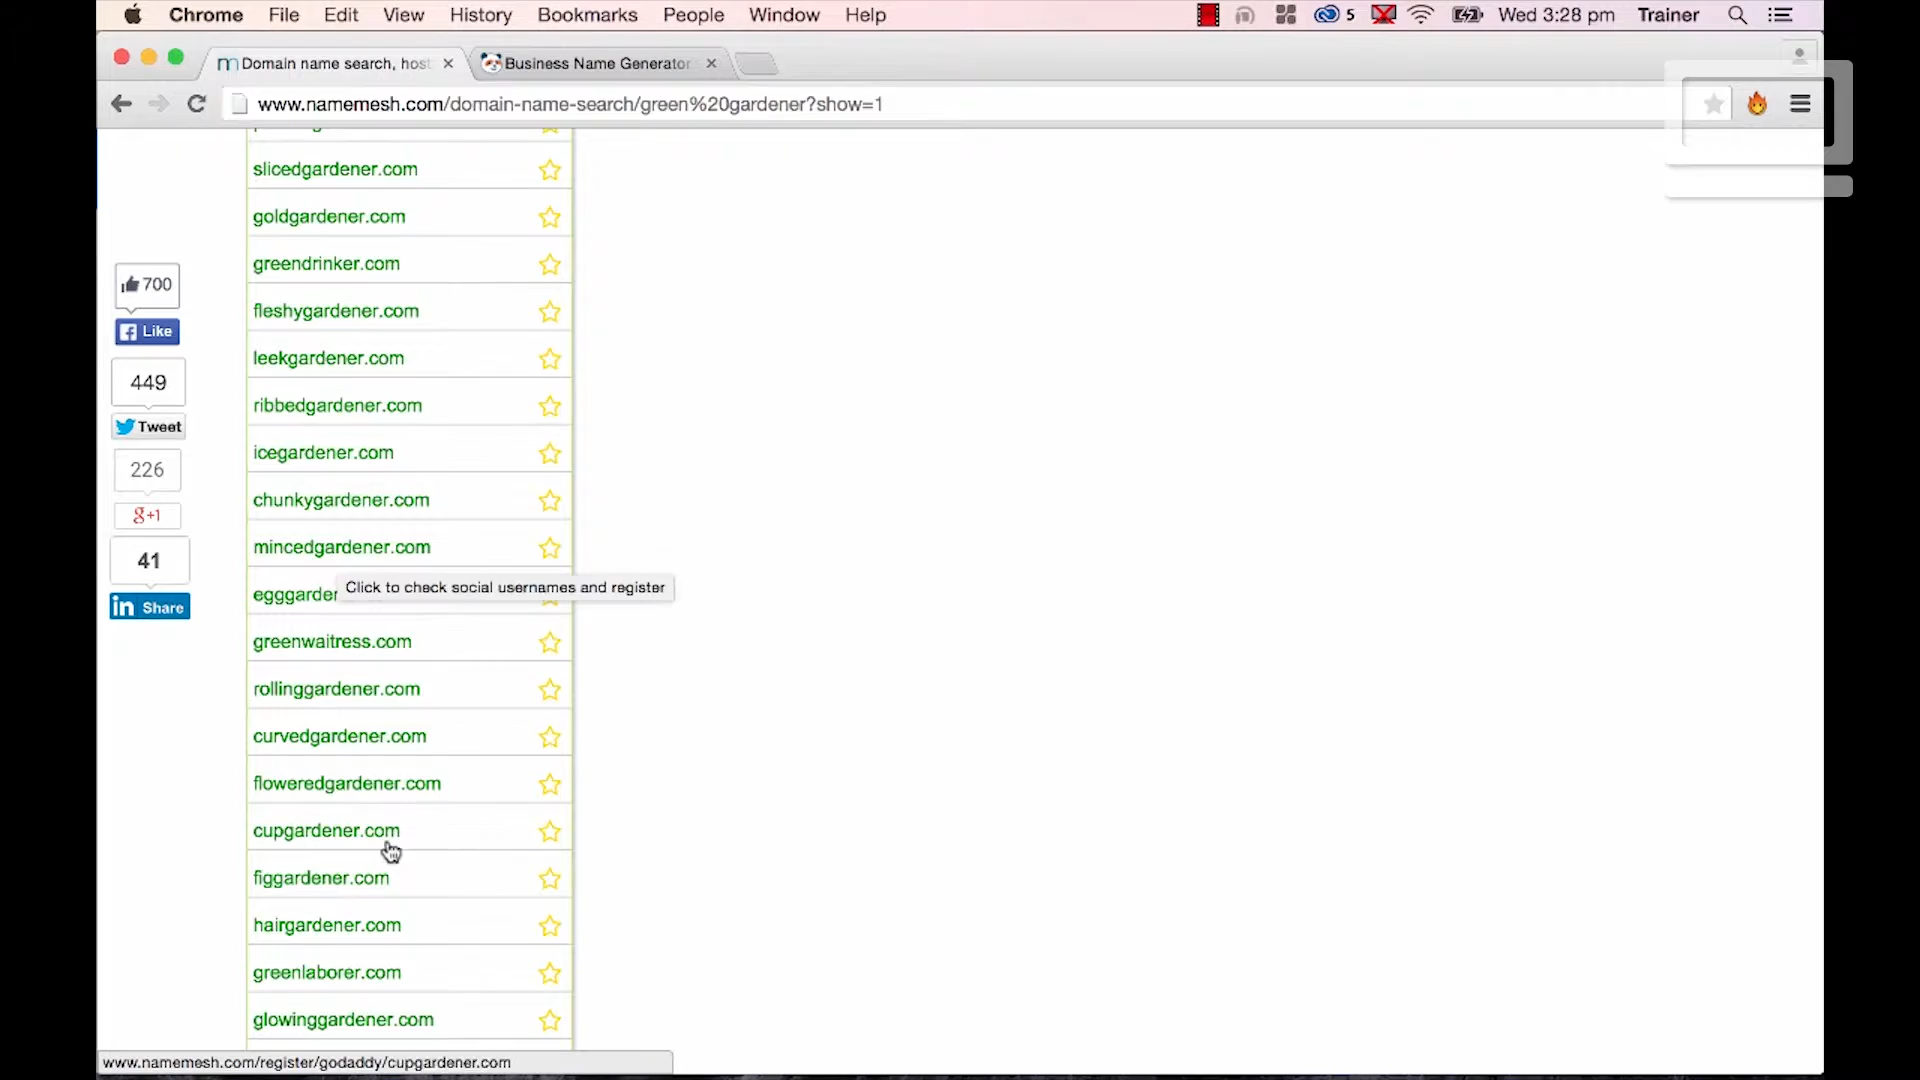 Chrome File Edit View History Bookmarks People Window Help 5 Wed 3:28 pm Trainer
Domain name search, host Business Name Generator
www.namemesh.com/domain-name-search/green%20gardener?show=1
slicedgardener.com
goldgardener.com
greendrinker.com
700
fleshygardener.com
Like
leekgardener.com
449
ribbedgardener.com
Tweet
icegardener.com
226
chunkygardener.com
g+1
mincedgardener.com
41
Click to check social usernames and register
egggarde
Share
greenwaitress.com
rollinggardener.com
curvedgardener.com
floweredgardener.com
cupgardener.com
figgardener.com
hairgardener.com
greenlaborer.com
glowinggardener.com
www.namemesh.com/register/godaddy/cupgardener.com